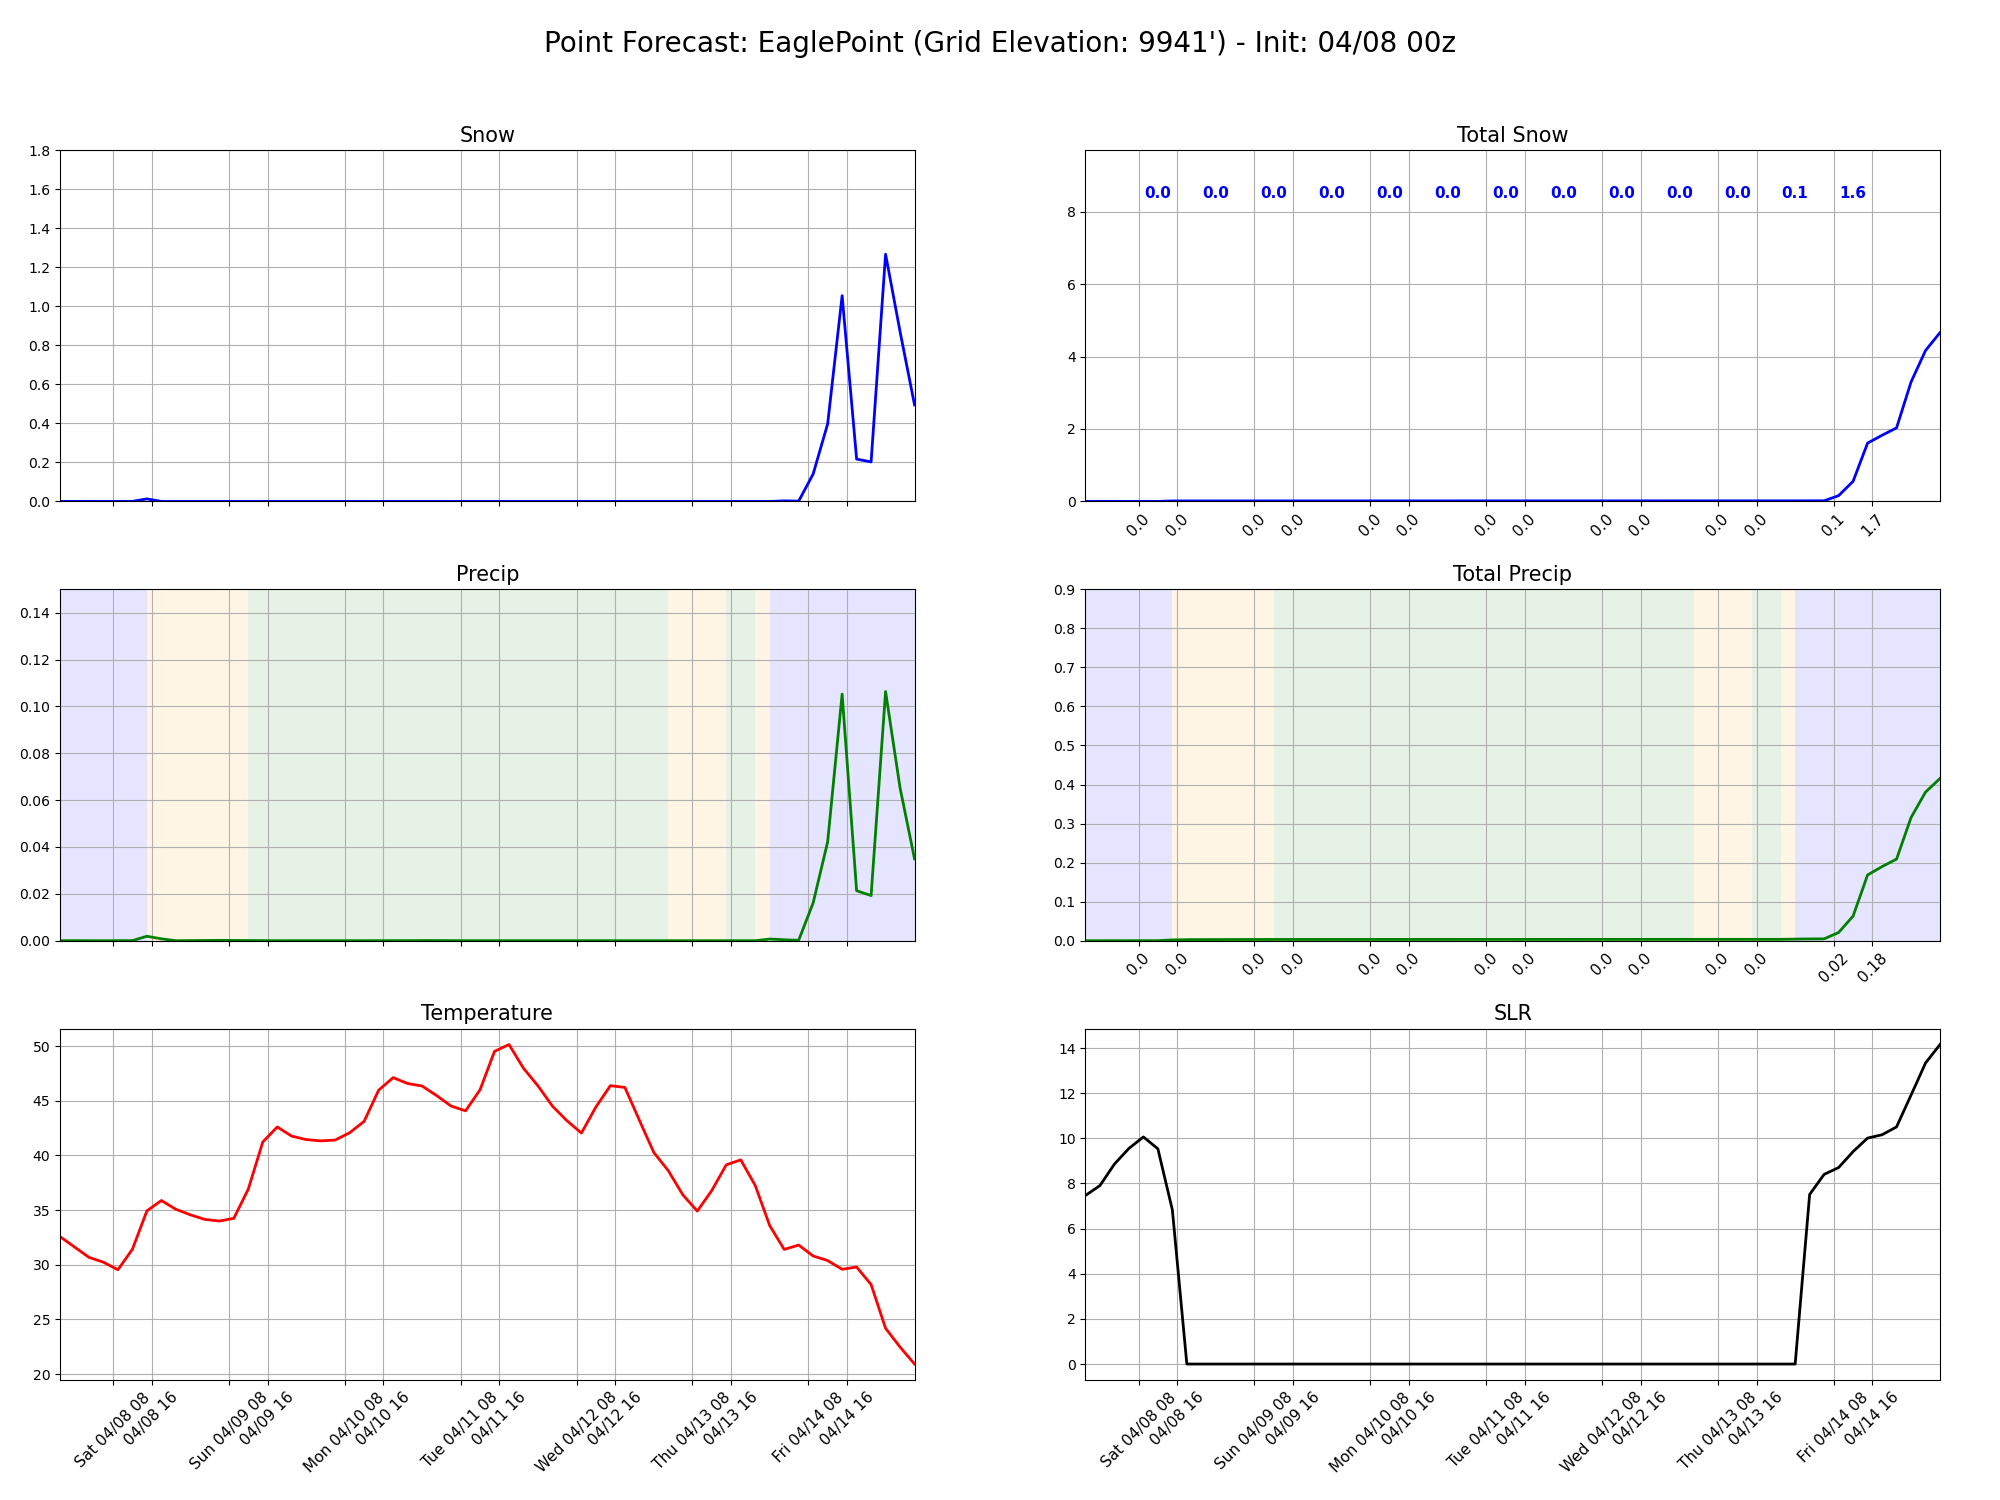 Point Forecast: EaglePoint (Grid Elevation: 9941') - Init: 04/08 00z
Snow
1.8
1.6
1.4
1.2
1.0
0.8
0.6
0.4
0.2
0.0
Total Snow
0.0 0.0 0.0 0.0 0.0 0.0 0.0 0.0 0.0 0.0 0.0 0.1 1.6
8
6
4
2
0
0.0 0.0 0.0 0.0 0.0 0.0 0.0 0.0 0.0 0.0 0.0 0.0 0.1 1.7
Precip
0.14
0.12
0.10
0.08
0.06
0.04
0.02
0.00
Total Precip
0.9
0.8
0.7
0.6
0.5
0.4
0.3
0.2
0.1
0.0
0.0 0.0 0.0 0.0 0.0 0.0 0.0 0.0 0.0 0.0 0.0 0.0 0.02 0.18
Temperature
50
45
40
35
30
25
20
Sat 04/08 08
04/08 16
Sun 04/09 08
04/09 16
Mon 04/10 08
04/10 16
Tue 04/11 08
04/11 16
Wed 04/12 08
04/12 16
Thu 04/13 08
04/13 16
Fri 04/14 08
04/14 16
SLR
14
12
10
8
6
4
2
0
Sat 04/08 08
04/08 16
Sun 04/09 08
04/09 16
Mon 04/10 08
04/10 16
Tue 04/11 08
04/11 16
Wed 04/12 08
04/12 16
Thu 04/13 08
04/13 16
Fri 04/14 08
04/14 16